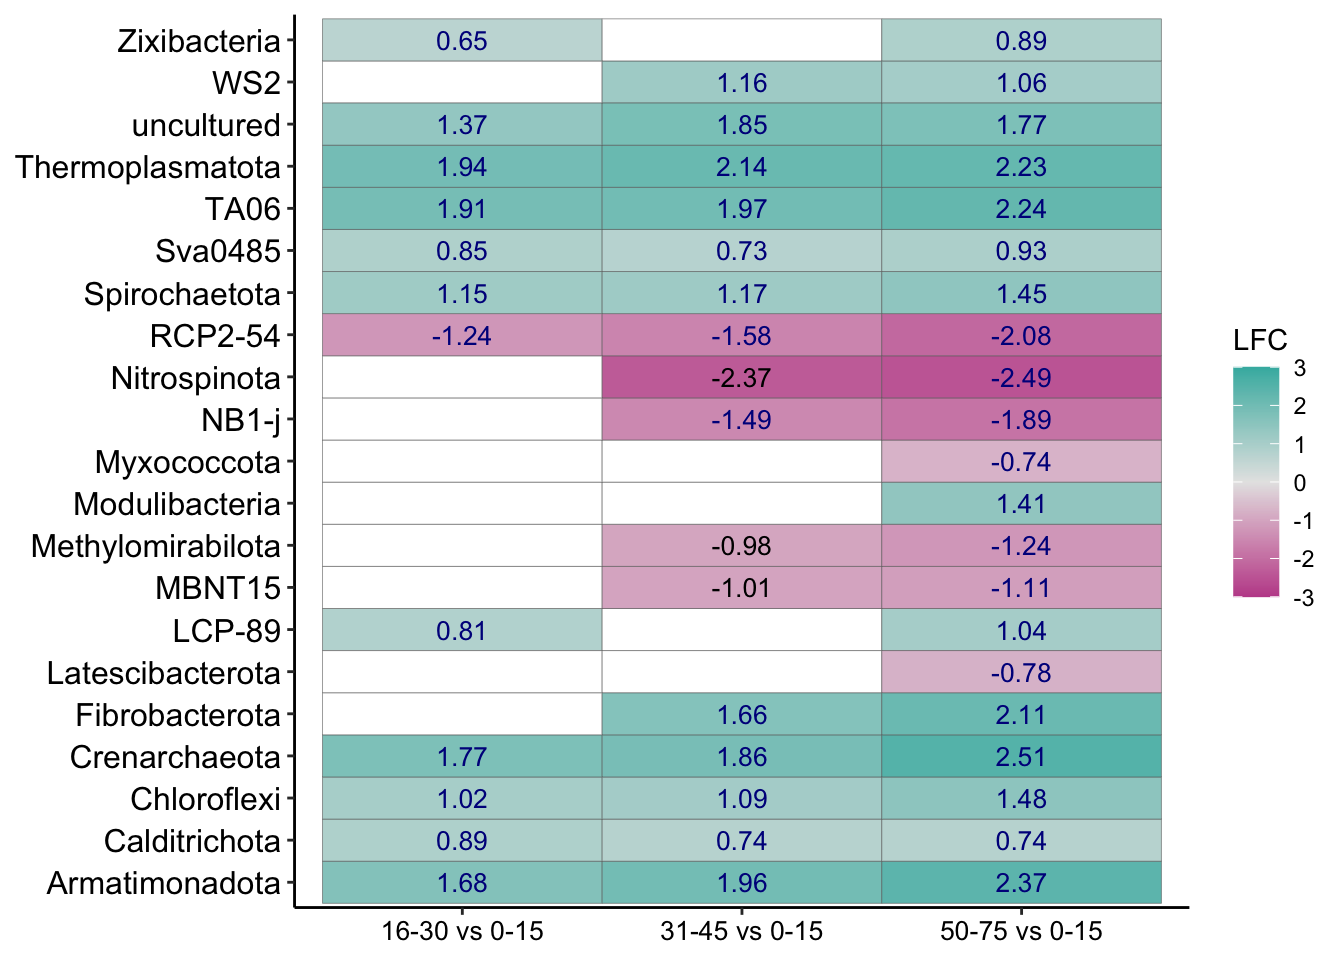 Zixibacteria 0.65 0.89
WS2 1.16 1.06
uncultured 1.37 1.85 1.77
Thermoplasmatota 1.94 2.14 2.23
TA06 1.91 1.97 2.24
Sva0485 0.85 0.73 0.93
Spirochaetota 1.15 1.17 1.45
RCP2-54 -1.24 -1.58 -2.08
Nitrospinota -2.37 -2.49
NB1-j -1.49 -1.89
Myxococcota -0.74
Modulibacteria 1.41
Methylomirabilota -0.98 -1.24
MBNT15 -1.01 -1.11
LCP-89 0.81 1.04
Latescibacterota -0.78
Fibrobacterota 1.66 2.11
Crenarchaeota 1.77 1.86 2.51
Chloroflexi 1.02 1.09 1.48
Calditrichota 0.89 0.74 0.74
Armatimonadota 1.68 1.96 2.37
16-30 vs 0-15 31-45 vs 0-15 50-75 vs 0-15
LFC
3
2
1
0
-1
-2
-3